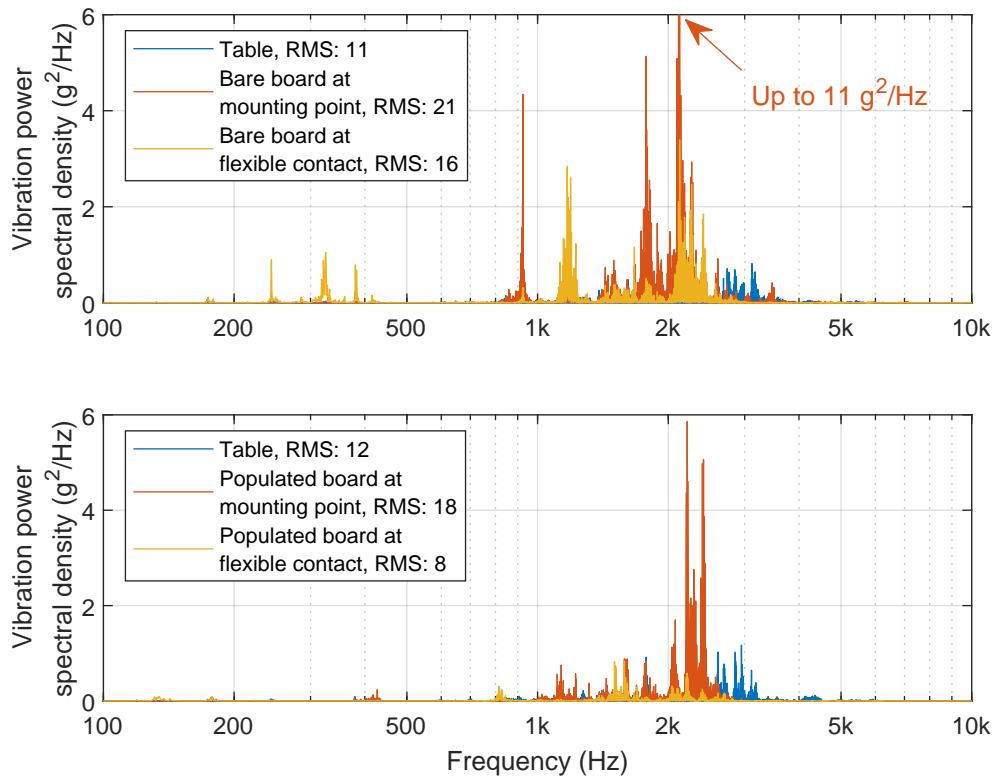 Vibration power
spectral density (g²/Hz)
6
4
2
0
Table, RMS: 11
Bare board at
mounting point, RMS: 21
Bare board at
flexible contact, RMS: 16
Up to 11 g²/Hz
100 200 500 1k 2k 5k 10k
Vibration power
spectral density (g²/Hz)
6
4
2
0
Table, RMS: 12
Populated board at
mounting point, RMS: 18
Populated board at
flexible contact, RMS: 8
100 200 500 1k 2k 5k 10k
Frequency (Hz)